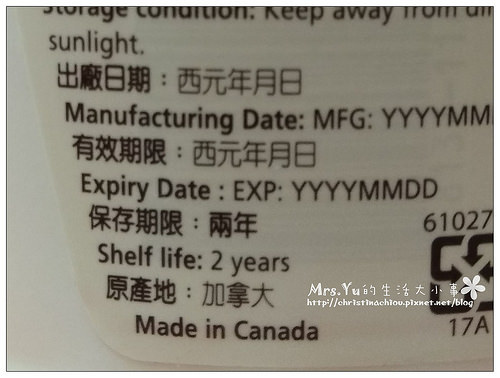 Storage condition: Keep away from di
sunlight.
出廠日期：西元年月日
Manufacturing Date: MFG: YYYYMM
有效期限：西元年月日
Expiry Date : EXP: YYYYMMDD
保存期限：兩年
61027
Shelf life: 2 years
原產地：加拿大
Made in Canada
17A
Mrs.Yu的生活大小事
http://christinachiou.pixnet.net/blog